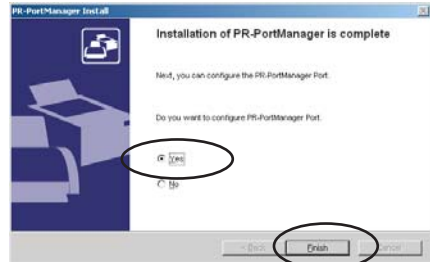 PR-PortManager Install
Installation of PR-PortManager is complete
Next, you can configure the PR-PortManager Port.
Do you want to configure PR-PortManager Port.
Yes
No
< Back
Finish
Cancel